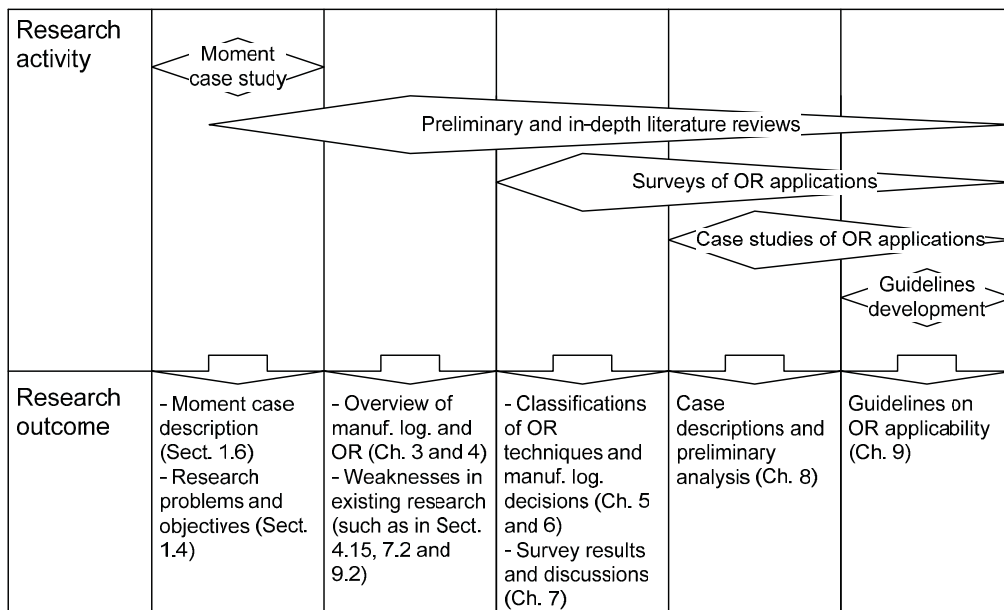 Research
activity
Moment
case study
Preliminary and in-depth literature reviews
Surveys of OR applications
Case studies of OR applications
Guidelines
development
Research
outcome
- Moment case
description
(Sect. 1.6)
- Research
problems and
objectives (Sect.
1.4)
- Overview of
manuf. log. and
OR (Ch. 3 and 4)
- Weaknesses in
existing research
(such as in Sect.
4.15, 7.2 and
9.2)
- Classifications
of OR
techniques and
manuf. log.
decisions (Ch. 5
and 6)
- Survey results
and discussions
(Ch. 7)
Case
descriptions and
preliminary
analysis (Ch. 8)
Guidelines on
OR applicability
(Ch. 9)